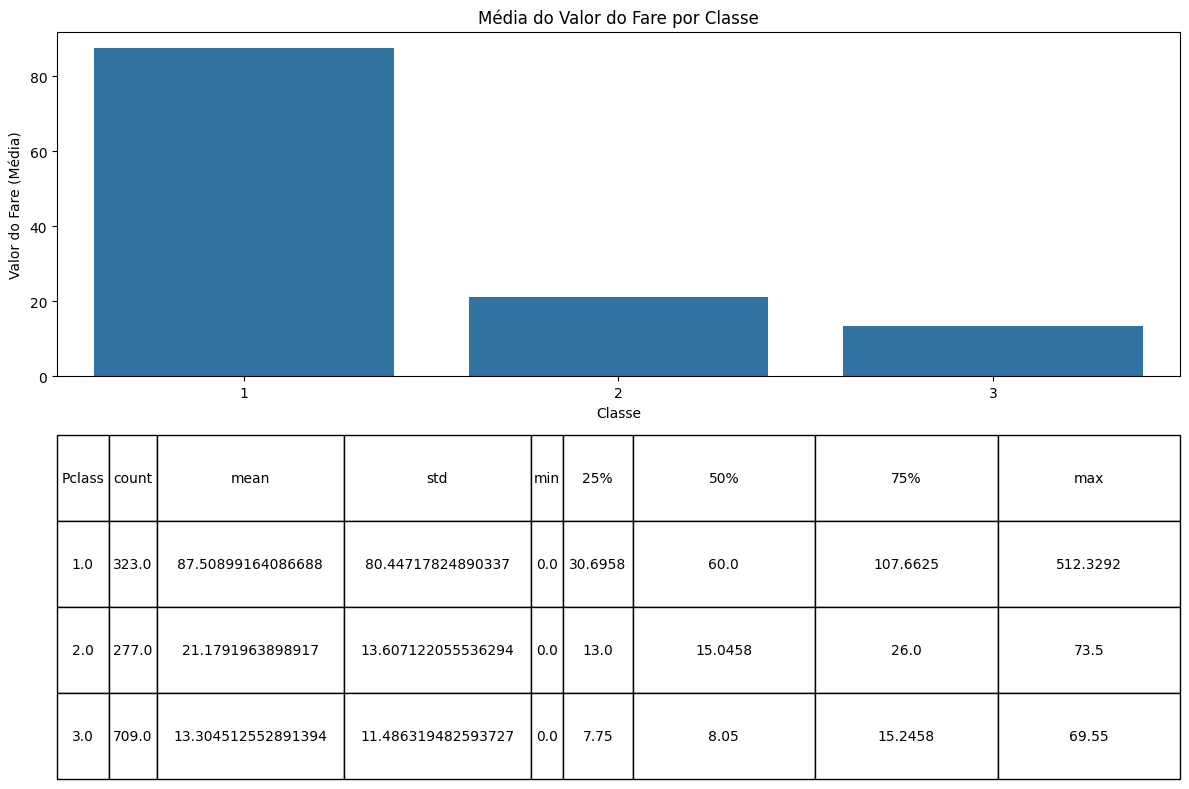 Média do Valor do Fare por Classe
Valor do Fare (Média)
80
60
40
20
0
1 2 3
Classe
Pclass count mean std min 25% 50% 75% max
1.0 323.0 87.50899164086688 80.44717824890337 0.0 30.6958 60.0 107.6625 512.3292
2.0 277.0 21.1791963898917 13.607122055536294 0.0 13.0 15.0458 26.0 73.5
3.0 709.0 13.304512552891394 11.486319482593727 0.0 7.75 8.05 15.2458 69.55